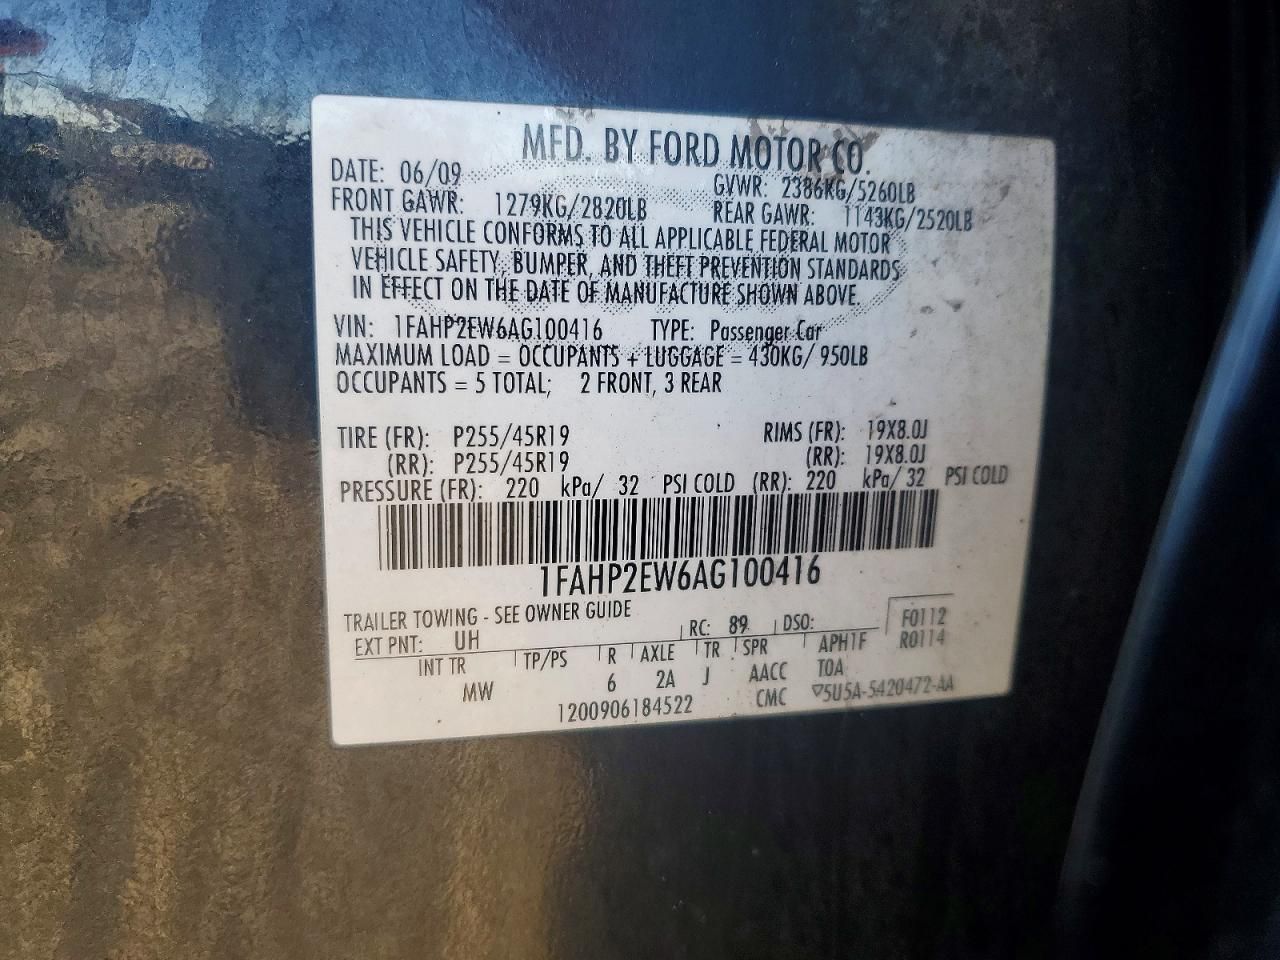 MFD. BY FORD MOTOR CO.
DATE: 06/09 GVWR: 2386KG/5260LB
FRONT GAWR: 1279KG/2820LB REAR GAWR: 1143KG/2520LB
THIS VEHICLE CONFORMS TO ALL APPLICABLE FEDERAL MOTOR
VEHICLE SAFETY, BUMPER, AND THEFT PREVENTION STANDARDS
IN EFFECT ON THE DATE OF MANUFACTURE SHOWN ABOVE.
VIN: 1FAHP2EW6AG100416 TYPE: Passenger Car
MAXIMUM LOAD = OCCUPANTS + LUGGAGE = 430KG/ 950LB
OCCUPANTS = 5 TOTAL; 2 FRONT, 3 REAR
TIRE (FR): P255/45R19 RIMS (FR): 19X8.0J
(RR): P255/45R19 (RR): 19X8.0J
PRESSURE (FR): 220 kPa/ 32 PSI COLD (RR): 220 kPa/ 32 PSI COLD
1FAHP2EW6AG100416
TRAILER TOWING - SEE OWNER GUIDE
EXT PNT: UH RC: 89 DSO: F0112
R0114
INT TR TP/PS R AXLE TR SPR APH1F
MW 6 2A J AACC TOA
1200906184522 CMC 5U5A-5420472-AA